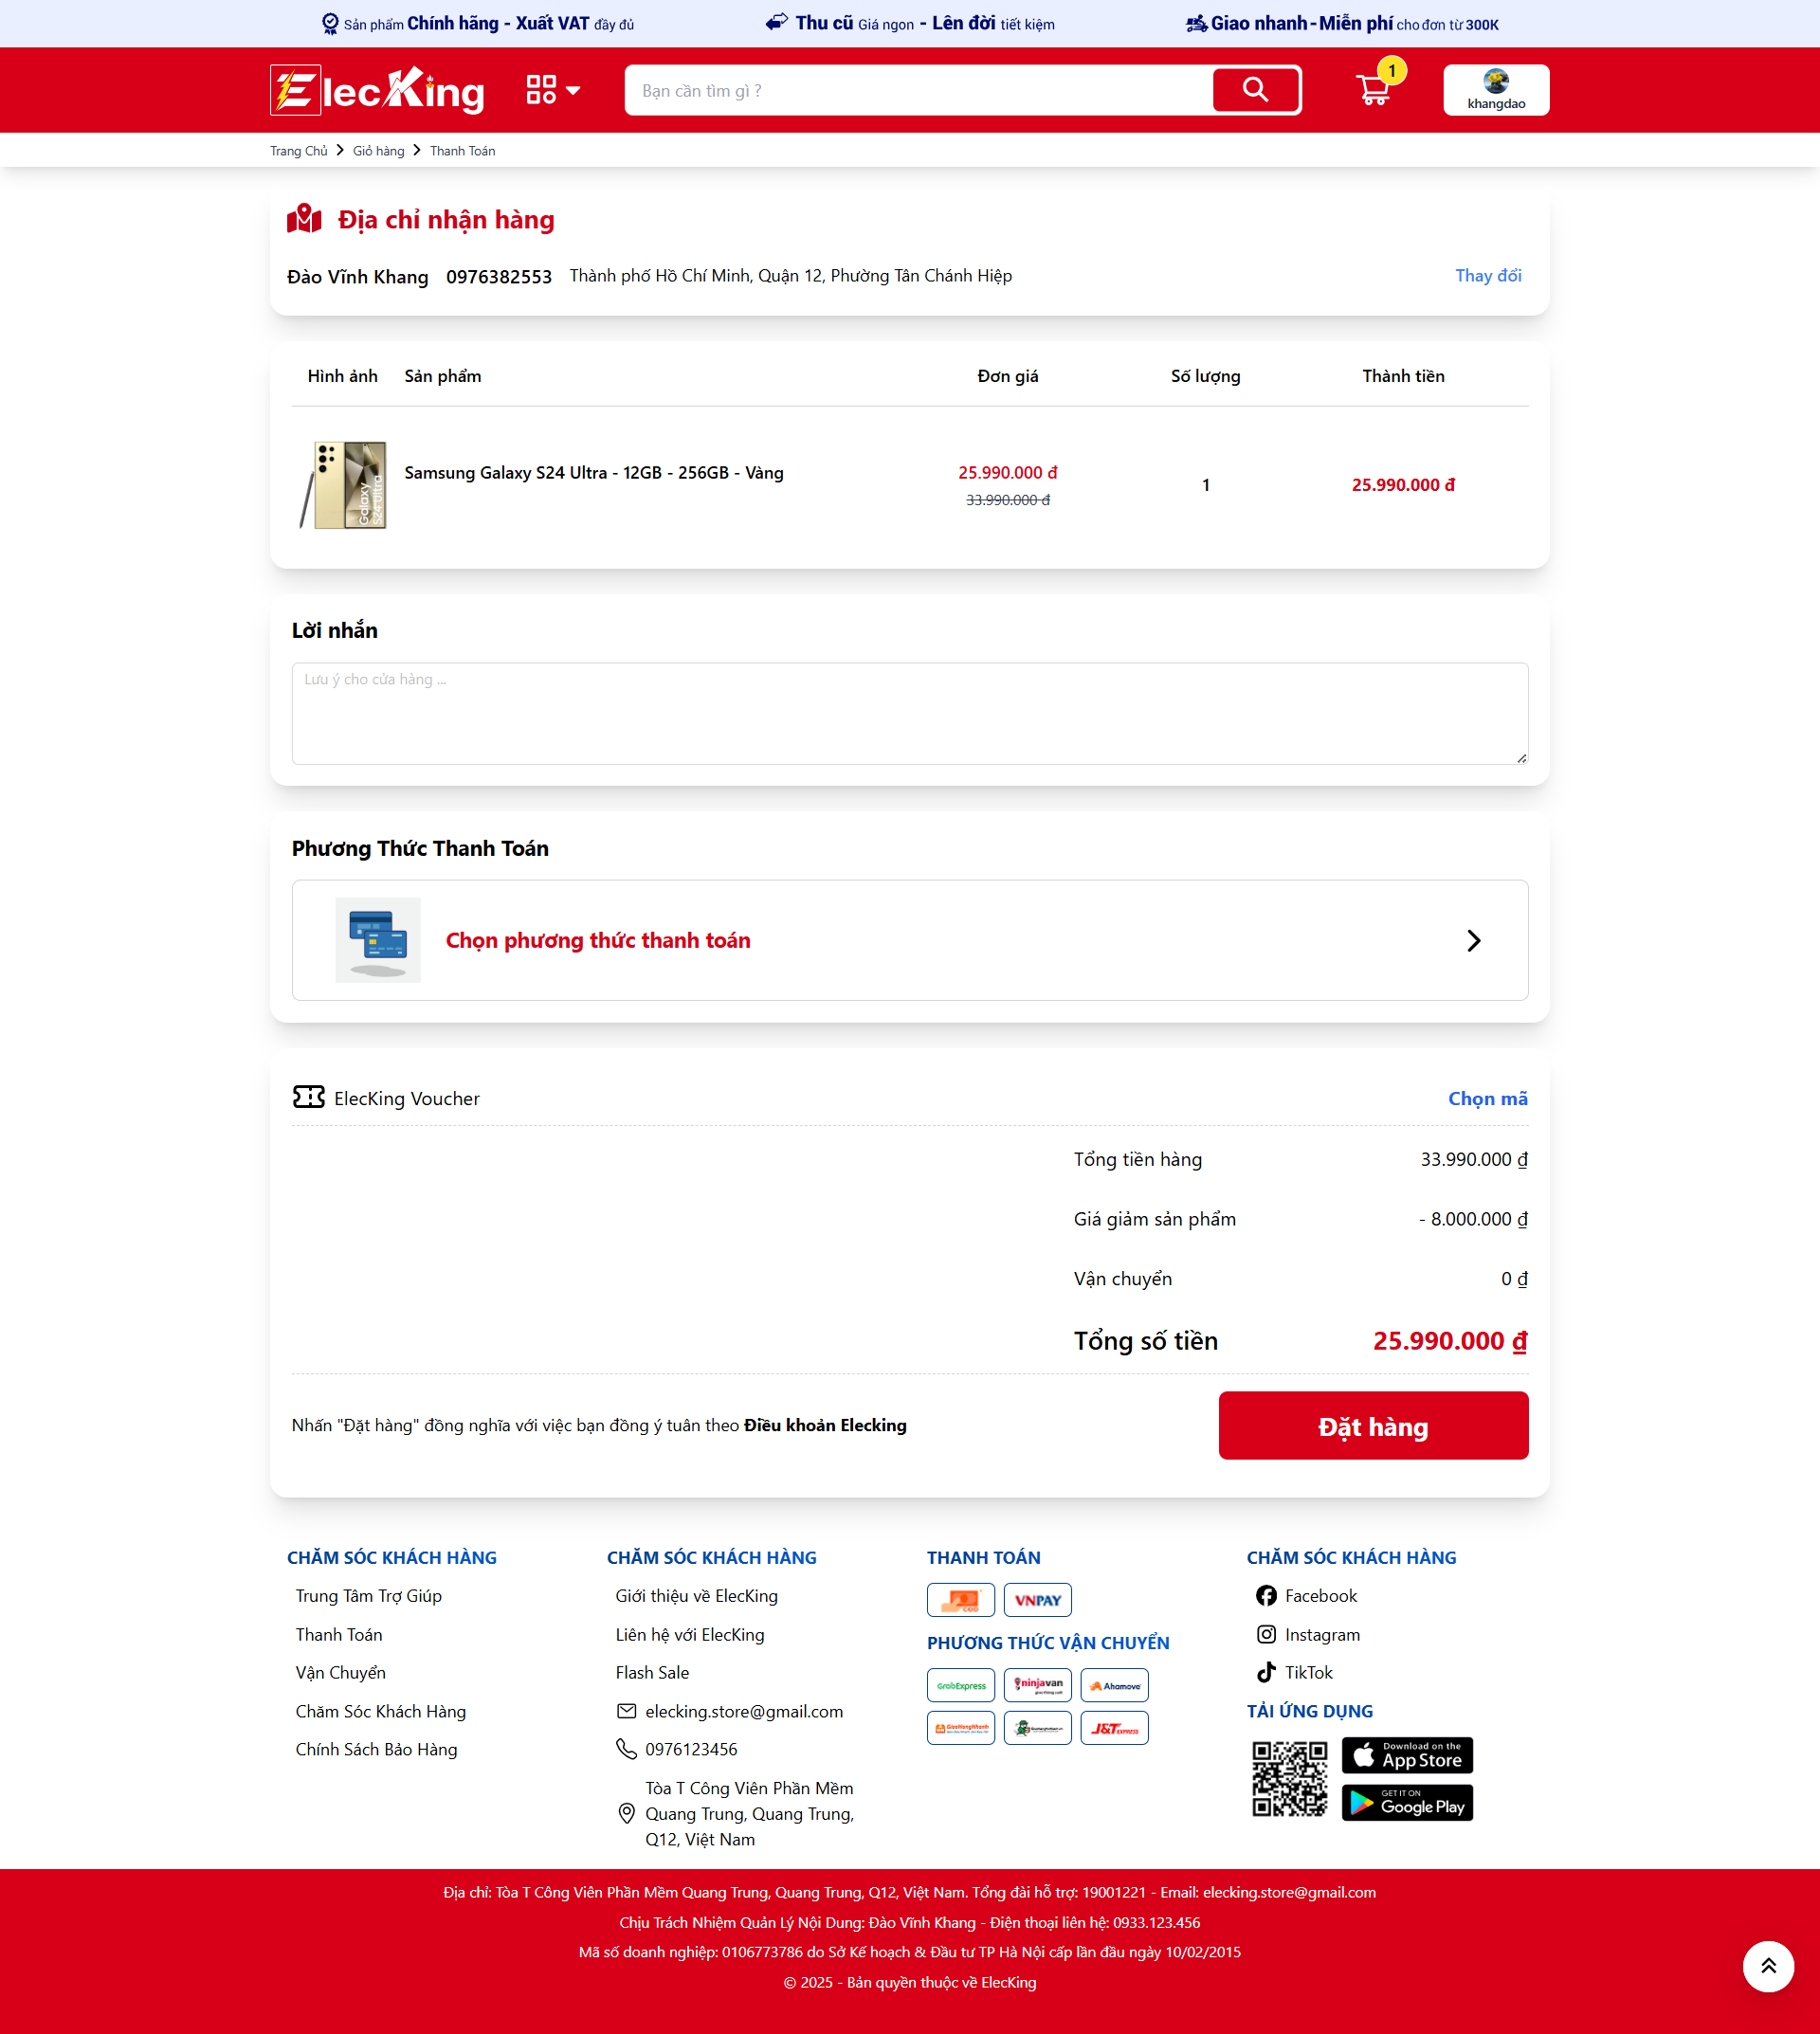 Sản phẩm Chính hãng - Xuất VAT đầy đủ
Thu cũ Giá ngon - Lên đời tiết kiệm
Giao nhanh - Miễn phí cho đơn từ 300K
ElecKing
Bạn cần tìm gì ?
1
khangdao
Trang Chủ > Giỏ hàng > Thanh Toán
Địa chỉ nhận hàng
Đào Vĩnh Khang 0976382553 Thành phố Hồ Chí Minh, Quận 12, Phường Tân Chánh Hiệp Thay đổi
Hình ảnh Sản phẩm Đơn giá Số lượng Thành tiền
Galaxy S24 Ultra
Samsung Galaxy S24 Ultra - 12GB - 256GB - Vàng 25.990.000 đ 1 25.990.000 đ
33.990.000 đ
Lời nhắn
Lưu ý cho cửa hàng ...
Phương Thức Thanh Toán
Chọn phương thức thanh toán
ElecKing Voucher Chọn mã
Tổng tiền hàng 33.990.000 ₫
Giá giảm sản phẩm - 8.000.000 ₫
Vận chuyển 0 ₫
Tổng số tiền 25.990.000 ₫
Nhấn "Đặt hàng" đồng nghĩa với việc bạn đồng ý tuân theo Điều khoản Elecking
Đặt hàng
CHĂM SÓC KHÁCH HÀNG
Trung Tâm Trợ Giúp
Thanh Toán
Vận Chuyển
Chăm Sóc Khách Hàng
Chính Sách Bảo Hàng
CHĂM SÓC KHÁCH HÀNG
Giới thiệu về ElecKing
Liên hệ với ElecKing
Flash Sale
elecking.store@gmail.com
0976123456
Tòa T Công Viên Phần Mềm
Quang Trung, Quang Trung,
Q12, Việt Nam
THANH TOÁN
COD VNPAY
PHƯƠNG THỨC VẬN CHUYỂN
GrabExpress ninjavan Ahamove
GiaoHangNhanh J&T EXPRESS
CHĂM SÓC KHÁCH HÀNG
Facebook
Instagram
TikTok
TẢI ỨNG DỤNG
Download on the
App Store
GET IT ON
Google Play
Địa chỉ: Tòa T Công Viên Phần Mềm Quang Trung, Quang Trung, Q12, Việt Nam. Tổng đài hỗ trợ: 19001221 - Email: elecking.store@gmail.com
Chịu Trách Nhiệm Quản Lý Nội Dung: Đào Vĩnh Khang - Điện thoại liên hệ: 0933.123.456
Mã số doanh nghiệp: 0106773786 do Sở Kế hoạch & Đầu tư TP Hà Nội cấp lần đầu ngày 10/02/2015
© 2025 - Bản quyền thuộc về ElecKing